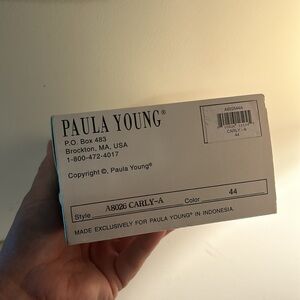 PAULA YOUNG®
P.O. Box 483
Brockton, MA, USA
1-800-472-4017
Copyright ©, Paula Young®
CARLY-A
44
Style A8026 CARLY-A Color 44
MADE EXCLUSIVELY FOR PAULA YOUNG® IN INDONESIA